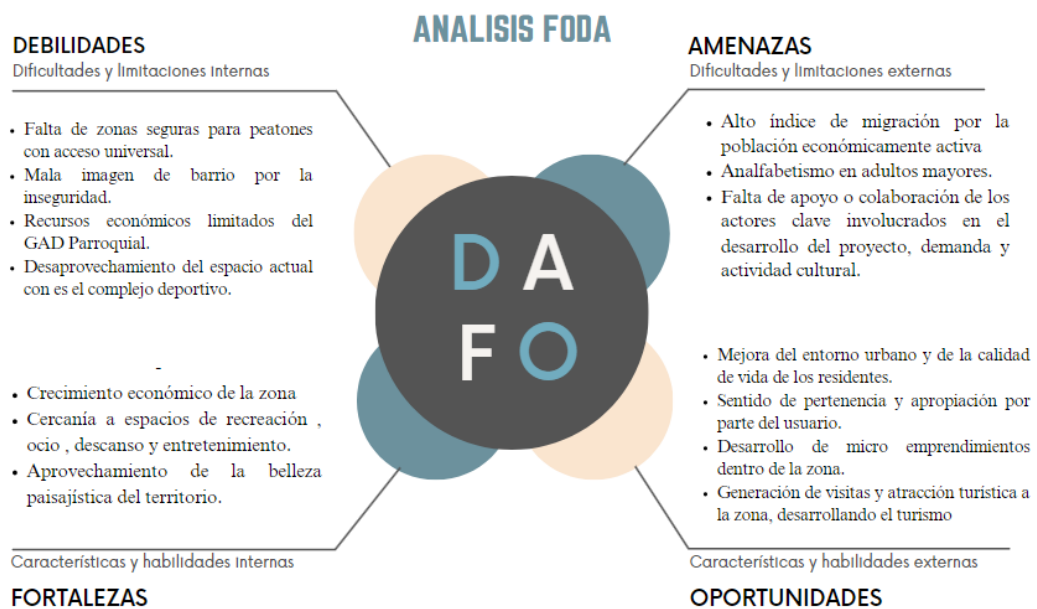 ANALISIS FODA
DEBILIDADES
Dificultades y limitaciones internas
• Falta de zonas seguras para peatones
con acceso universal.
• Mala imagen de barrio por la
inseguridad.
• Recursos económicos limitados del
GAD Parroquial.
• Desaprovechamiento del espacio actual
con es el complejo deportivo.
AMENAZAS
Dificultades y limitaciones externas
• Alto índice de migración por la
población económicamente activa
• Analfabetismo en adultos mayores.
• Falta de apoyo o colaboración de los
actores clave involucrados en el
desarrollo del proyecto, demanda y
actividad cultural.
D A
F O
-
• Crecimiento económico de la zona
• Cercanía a espacios de recreación ,
ocio , descanso y entretenimiento.
• Aprovechamiento de la belleza
paisajística del territorio.
Características y habilidades internas
FORTALEZAS
• Mejora del entorno urbano y de la calidad
de vida de los residentes.
• Sentido de pertenencia y apropiación por
parte del usuario.
• Desarrollo de micro emprendimientos
dentro de la zona.
• Generación de visitas y atracción turística a
la zona, desarrollando el turismo
Características y habilidades externas
OPORTUNIDADES